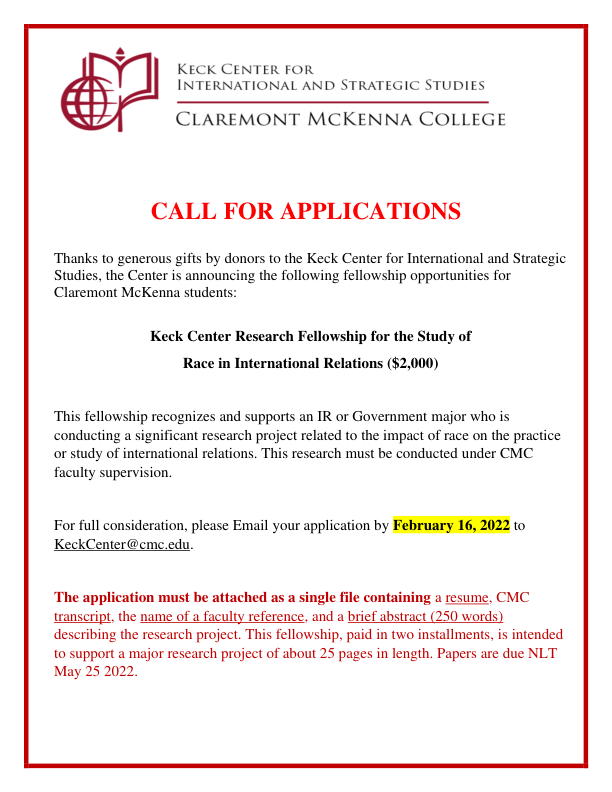 KECK CENTER FOR
INTERNATIONAL AND STRATEGIC STUDIES
CLAREMONT MCKENNA COLLEGE
CALL FOR APPLICATIONS
Thanks to generous gifts by donors to the Keck Center for International and Strategic
Studies, the Center is announcing the following fellowship opportunities for
Claremont McKenna students:
Keck Center Research Fellowship for the Study of
Race in International Relations ($2,000)
This fellowship recognizes and supports an IR or Government major who is
conducting a significant research project related to the impact of race on the practice
or study of international relations. This research must be conducted under CMC
faculty supervision.
For full consideration, please Email your application by February 16, 2022 to
KeckCenter@cmc.edu.
The application must be attached as a single file containing a resume, CMC
transcript, the name of a faculty reference, and a brief abstract (250 words)
describing the research project. This fellowship, paid in two installments, is intended
to support a major research project of about 25 pages in length. Papers are due NLT
May 25 2022.